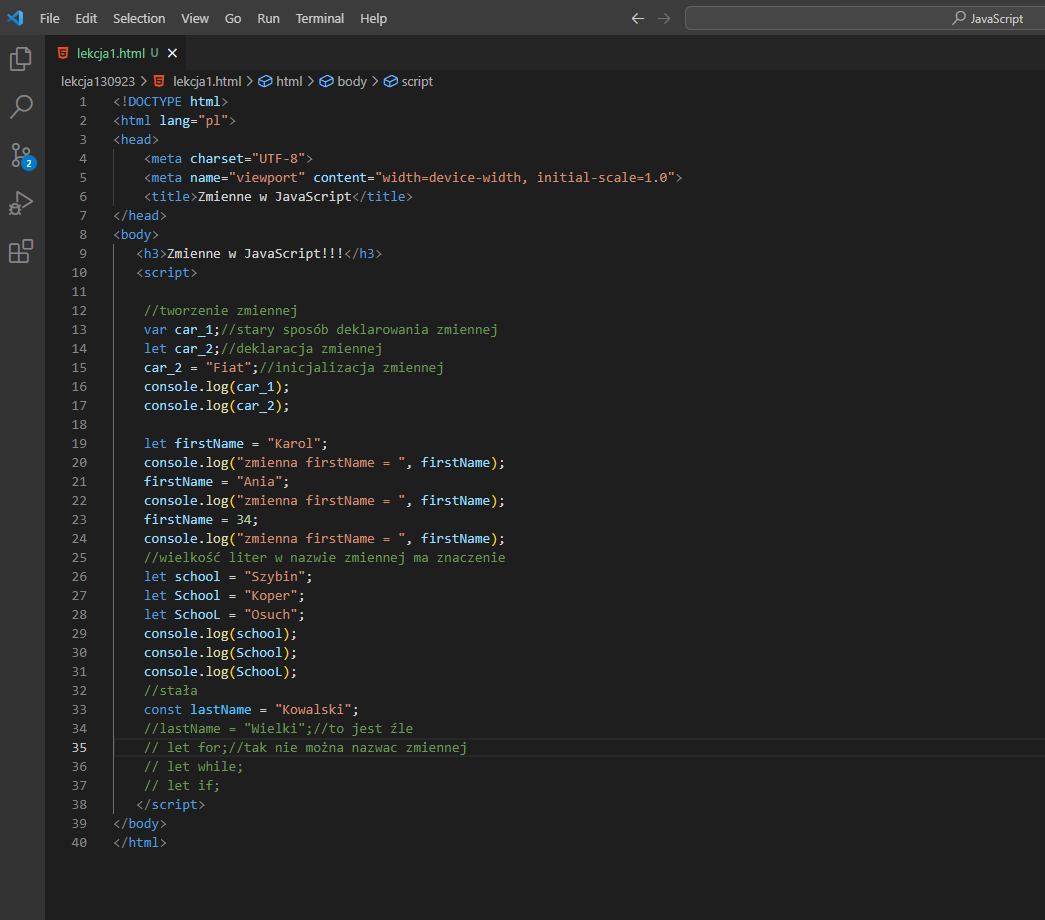 File Edit Selection View Go Run Terminal Help JavaScript
lekcja1.html U
lekcja130923 > lekcja1.html > html > body > script
2
1 <!DOCTYPE html>
2 <html lang="pl">
3 <head>
4 <meta charset="UTF-8">
5 <meta name="viewport" content="width=device-width, initial-scale=1.0">
6 <title>Zmienne w JavaScript</title>
7 </head>
8 <body>
9 <h3>Zmienne w JavaScript!!!</h3>
10 <script>
11
12 //tworzenie zmiennej
13 var car_1;//stary sposób deklarowania zmiennej
14 let car_2;//deklaracja zmiennej
15 car_2 = "Fiat";//inicjalizacja zmiennej
16 console.log(car_1);
17 console.log(car_2);
18
19 let firstName = "Karol";
20 console.log("zmienna firstName = ", firstName);
21 firstName = "Ania";
22 console.log("zmienna firstName = ", firstName);
23 firstName = 34;
24 console.log("zmienna firstName = ", firstName);
25 //wielkość liter w nazwie zmiennej ma znaczenie
26 let school = "Szybin";
27 let School = "Koper";
28 let SchooL = "Osuch";
29 console.log(school);
30 console.log(School);
31 console.log(SchooL);
32 //stała
33 const lastName = "Kowalski";
34 //lastName = "Wielki";//to jest źle
35 // let for;//tak nie można nazwac zmiennej
36 // let while;
37 // let if;
38 </script>
39 </body>
40 </html>